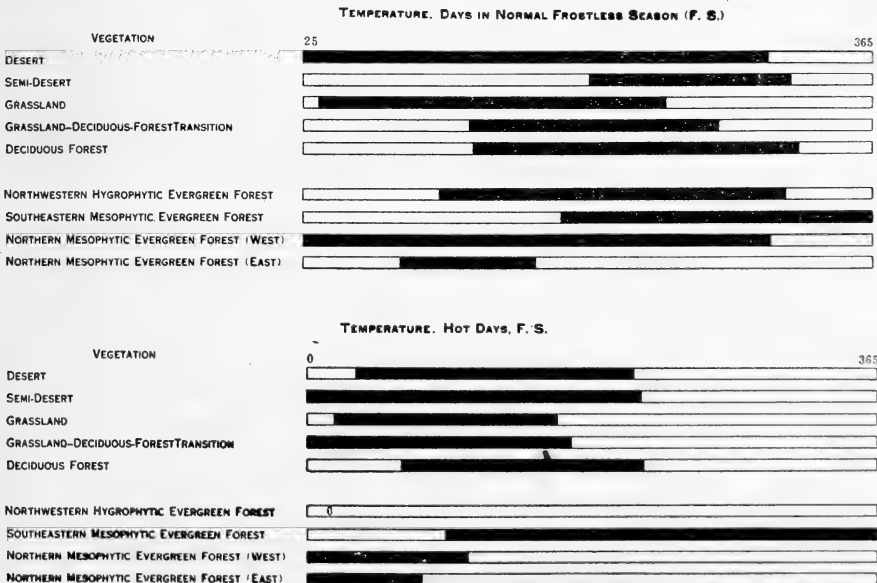 TEMPERATURE. DAYS IN NORMAL FROSTLESS SEASON (F. S.)
VEGETATION
25 365
DESERT
SEMI-DESERT
GRASSLAND
GRASSLAND-DECIDUOUS-FOREST TRANSITION
DECIDUOUS FOREST
NORTHWESTERN HYGROPHYTIC EVERGREEN FOREST
SOUTHEASTERN MESOPHYTIC EVERGREEN FOREST
NORTHERN MESOPHYTIC EVERGREEN FOREST (WEST)
NORTHERN MESOPHYTIC EVERGREEN FOREST (EAST)
TEMPERATURE. HOT DAYS, F. S.
VEGETATION
0 365
DESERT
SEMI-DESERT
GRASSLAND
GRASSLAND-DECIDUOUS-FOREST TRANSITION
DECIDUOUS FOREST
NORTHWESTERN HYGROPHYTIC EVERGREEN FOREST 0
SOUTHEASTERN MESOPHYTIC EVERGREEN FOREST
NORTHERN MESOPHYTIC EVERGREEN FOREST (WEST)
NORTHERN MESOPHYTIC EVERGREEN FOREST (EAST)